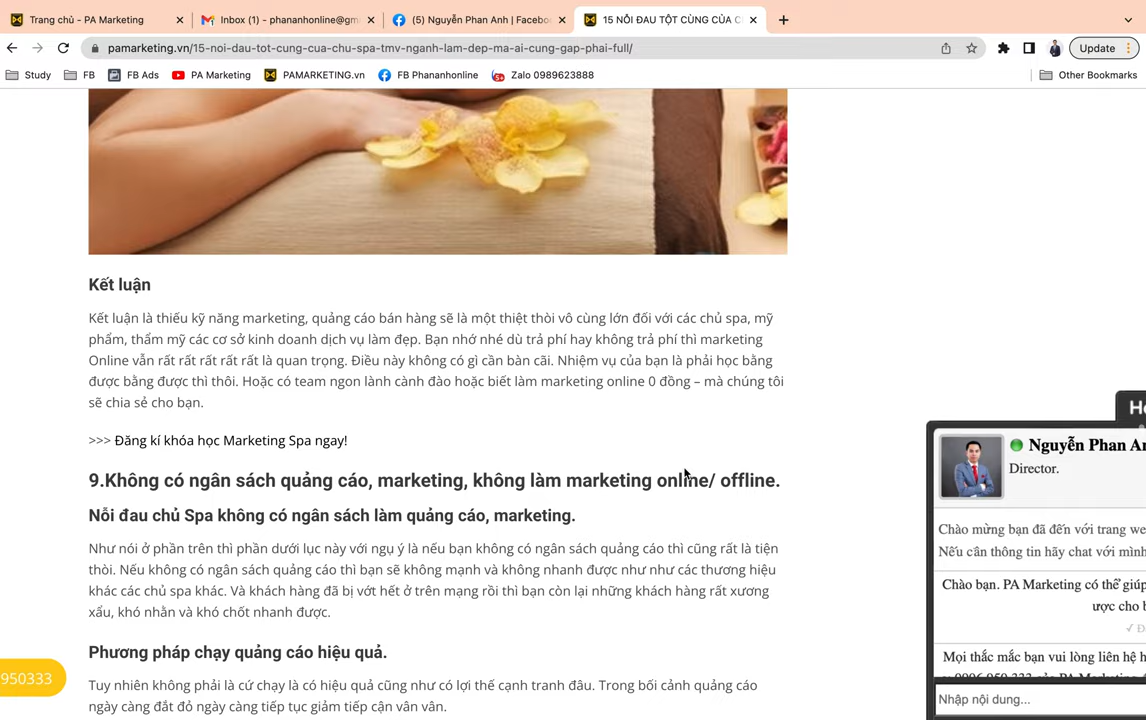 Trang chủ - PA Marketing
Inbox (1) - phananhonline@gm
(5) Nguyễn Phan Anh | Facebo
15 NỖI ĐAU TỘT CÙNG CỦA C
pamarketing.vn/15-noi-dau-tot-cung-cua-chu-spa-tmv-nganh-lam-dep-ma-ai-cung-gap-phai-full/
Update
Study
FB
FB Ads
PA Marketing
PAMARKETING.vn
FB Phananhonline
Zalo 0989623888
Other Bookmarks
Kết luận
Kết luận là thiếu kỹ năng marketing, quảng cáo bán hàng sẽ là một thiệt thòi vô cùng lớn đối với các chủ spa, mỹ
phẩm, thẩm mỹ các cơ sở kinh doanh dịch vụ làm đẹp. Bạn nhớ nhé dù trả phí hay không trả phí thì marketing
Online vẫn rất rất rất rất rất là quan trọng. Điều này không có gì cần bàn cãi. Nhiệm vụ của bạn là phải học bằng
được bằng được thì thôi. Hoặc có team ngon lành cành đào hoặc biết làm marketing online 0 đồng – mà chúng tôi
sẽ chia sẻ cho bạn.
>>> Đăng kí khóa học Marketing Spa ngay!
9.Không có ngân sách quảng cáo, marketing, không làm marketing online/ offline.
Nỗi đau chủ Spa không có ngân sách làm quảng cáo, marketing.
Như nói ở phần trên thì phần dưới lục này với ngụ ý là nếu bạn không có ngân sách quảng cáo thì cũng rất là tiện
thòi. Nếu không có ngân sách quảng cáo thì bạn sẽ không mạnh và không nhanh được như như các thương hiệu
khác các chủ spa khác. Và khách hàng đã bị vớt hết ở trên mạng rồi thì bạn còn lại những khách hàng rất xương
xẩu, khó nhằn và khó chốt nhanh được.
Phương pháp chạy quảng cáo hiệu quả.
Tuy nhiên không phải là cứ chạy là có hiệu quả cũng như có lợi thế cạnh tranh đâu. Trong bối cảnh quảng cáo
ngày càng đắt đỏ ngày càng tiếp tục giảm tiếp cận vân vân.
950333
Nguyễn Phan An
Director.
Chào mừng bạn đã đến với trang we
Nếu cần thông tin hãy chat với mình
Chào bạn. PA Marketing có thể giúp
ược cho b
Mọi thắc mắc bạn vui lòng liên hệ h
Nhập nội dung...